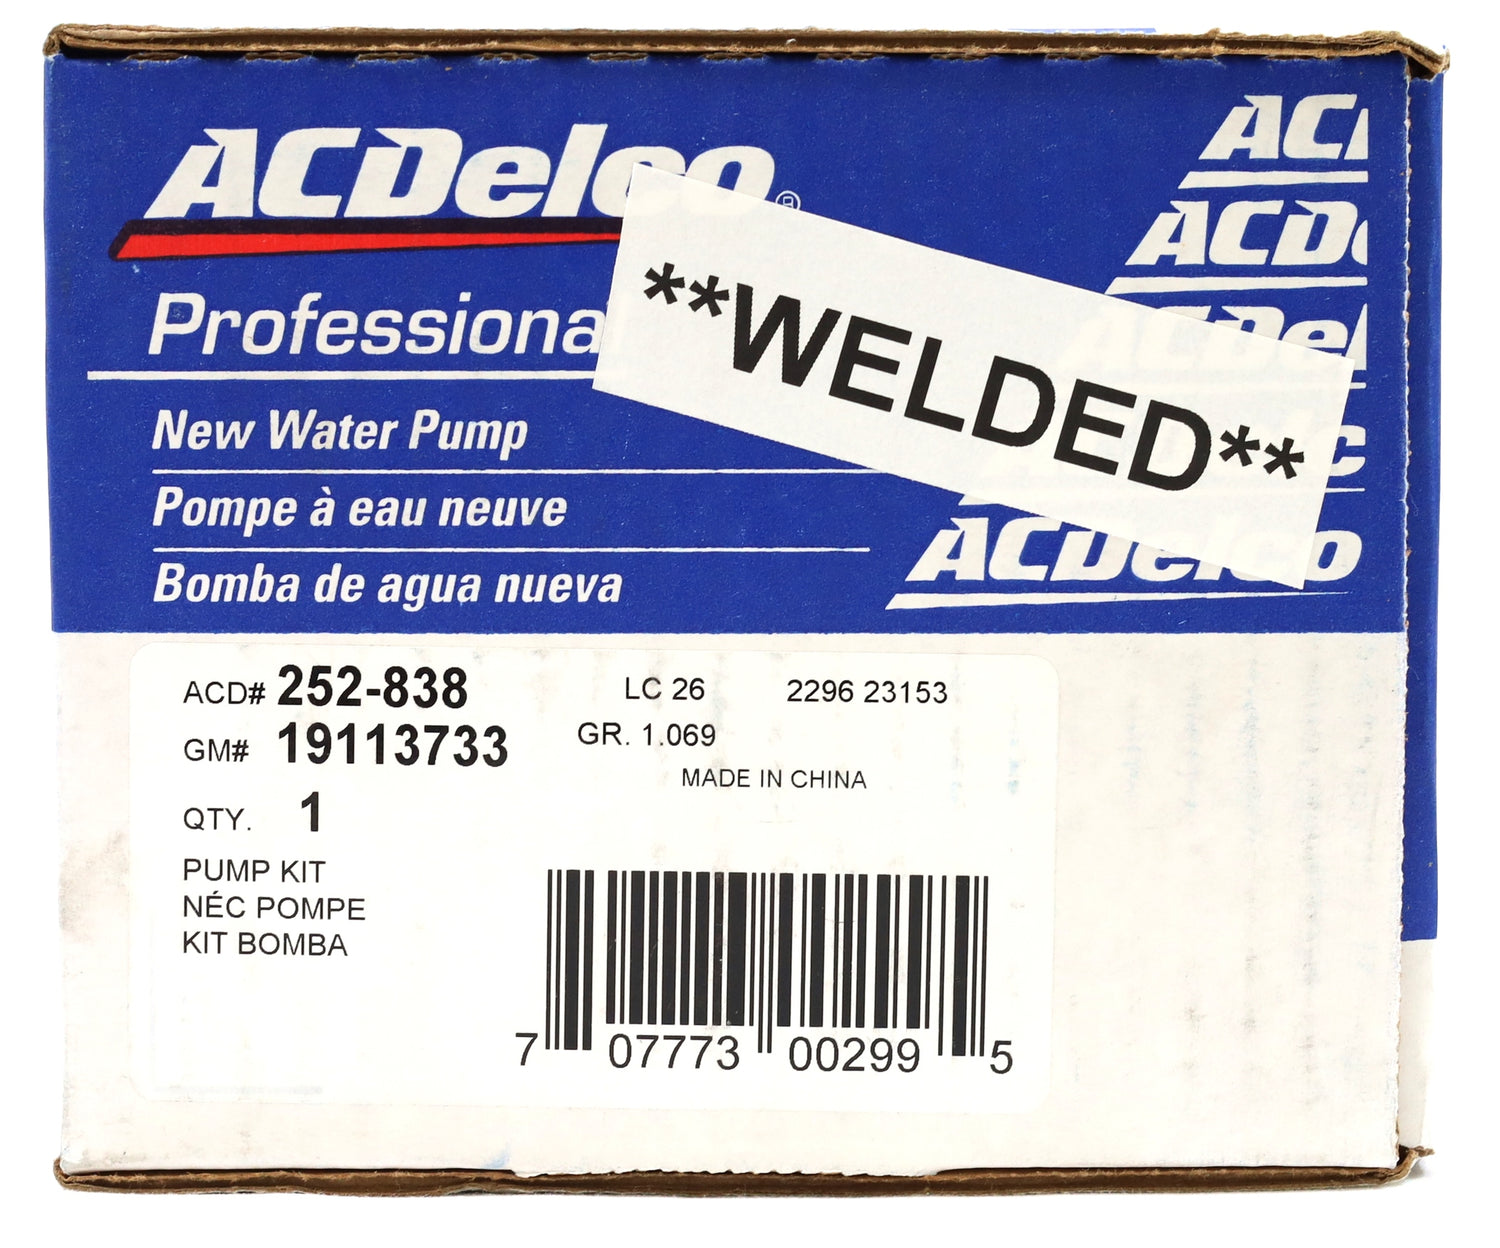 ACDelco®
Professiona
**WELDED**
New Water Pump
Pompe à eau neuve
Bomba de agua nueva
ACDelco
ACD# 252-838
LC 26
2296 23153
GM# 19113733
GR. 1.069
MADE IN CHINA
QTY. 1
PUMP KIT
NÉC POMPE
KIT BOMBA
7 07773 00299 5